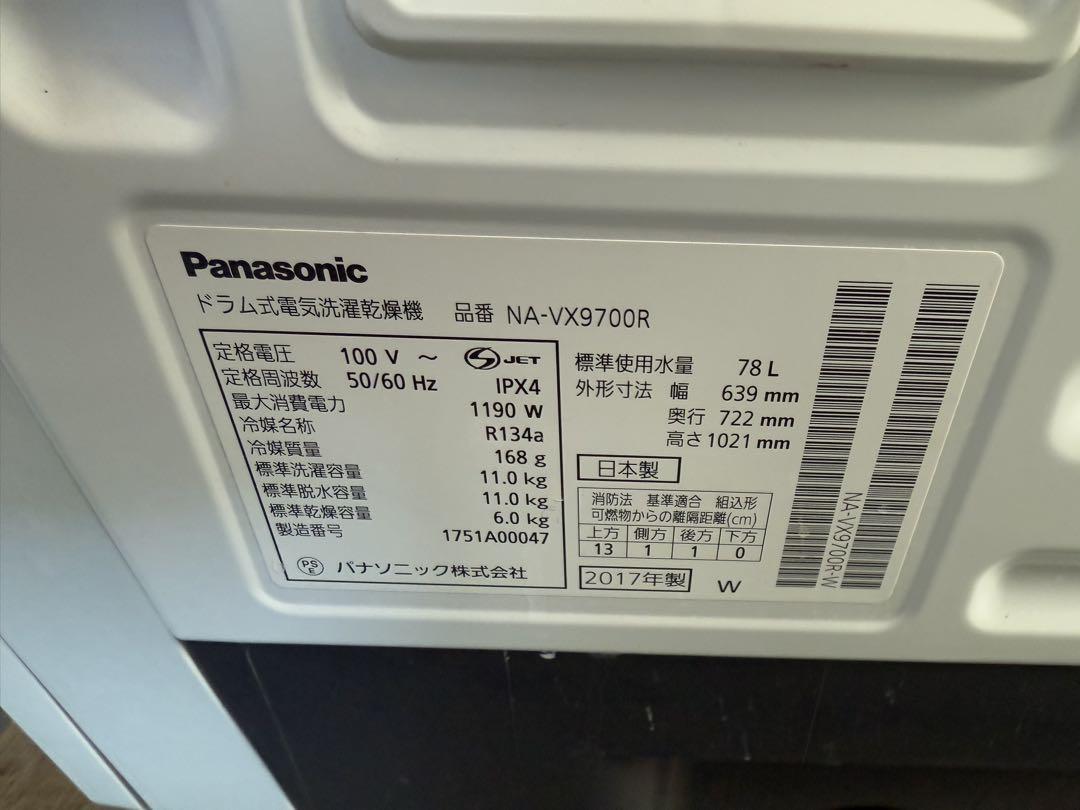 Panasonic
ドラム式電気洗濯乾燥機 品番 NA-VX9700R
定格電圧 100 V ～ S JET
定格周波数 50/60 Hz IPX4
最大消費電力 1190 W
冷媒名称 R134a
冷媒質量 168 g
標準洗濯容量 11.0 kg
標準脱水容量 11.0 kg
標準乾燥容量 6.0 kg
製造番号 1751A00047
PS E パナソニック株式会社
標準使用水量 78 L
外形寸法 幅 639 mm
奥行 722 mm
高さ 1021 mm
日本製
消防法 基準適合 組込形
可燃物からの離隔距離(cm)
上方 側方 後方 下方
13 1 1 0
2017年製 W
NA-VX9700R-W